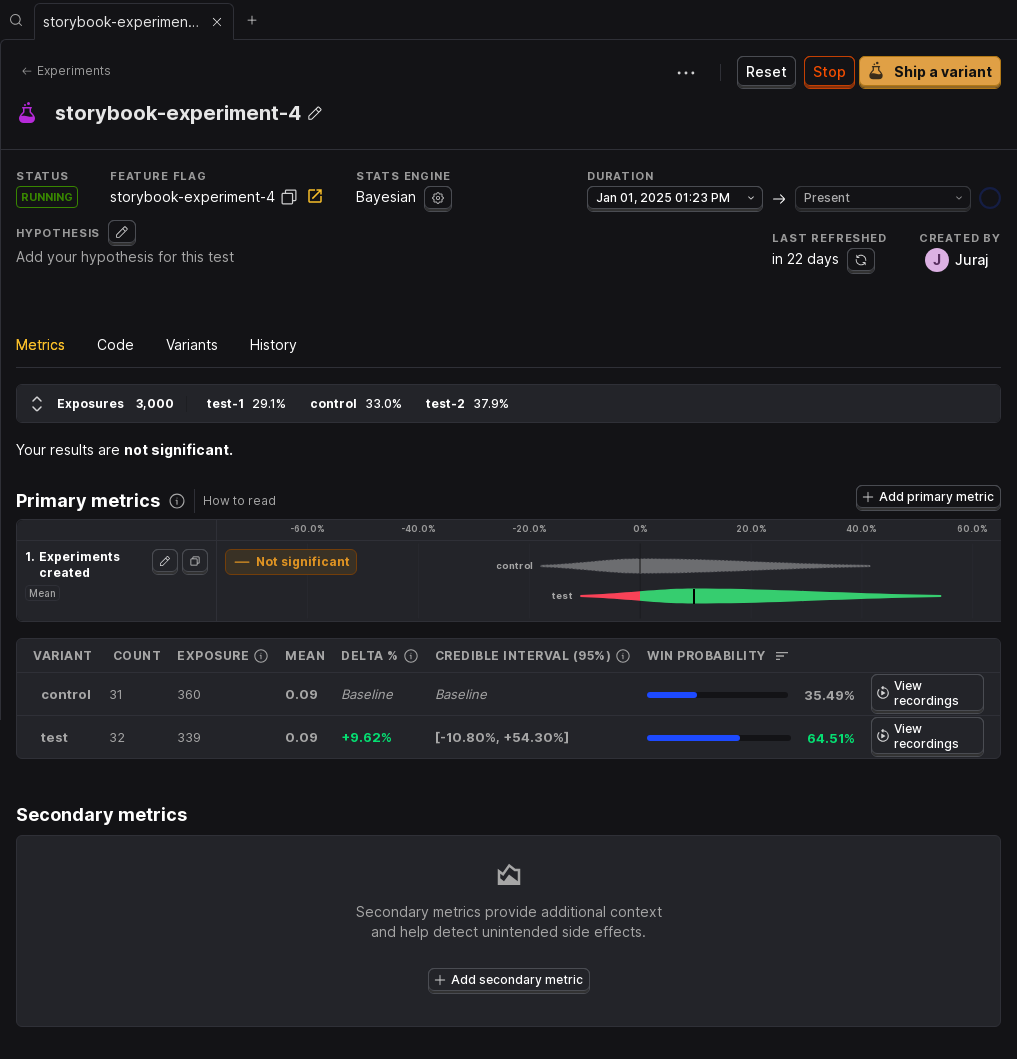 storybook-experimen...
Experiments
Reset
Stop
Ship a variant
storybook-experiment-4
STATUS
FEATURE FLAG
STATS ENGINE
DURATION
RUNNING
storybook-experiment-4
Bayesian
Jan 01, 2025 01:23 PM
Present
HYPOTHESIS
Add your hypothesis for this test
LAST REFRESHED
CREATED BY
in 22 days
J
Juraj
Metrics
Code
Variants
History
Exposures 3,000 test-1 29.1% control 33.0% test-2 37.9%
Your results are not significant.
Primary metrics
How to read
Add primary metric
-60.0% -40.0% -20.0% 0% 20.0% 40.0% 60.0%
1. Experiments
created
Mean
— Not significant
control
test
VARIANT COUNT EXPOSURE MEAN DELTA % CREDIBLE INTERVAL (95%) WIN PROBABILITY
control 31 360 0.09 Baseline Baseline 35.49%
View
recordings
test 32 339 0.09 +9.62% [-10.80%, +54.30%] 64.51%
View
recordings
Secondary metrics
Secondary metrics provide additional context
and help detect unintended side effects.
Add secondary metric